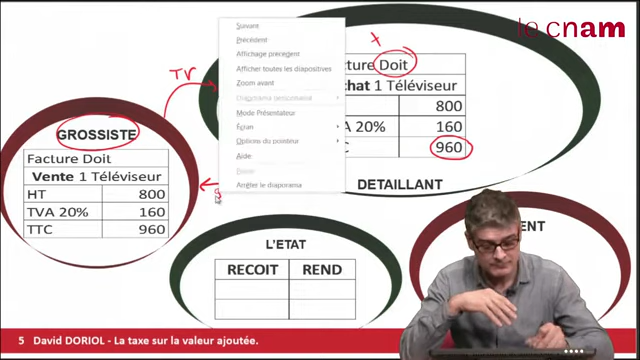 le cnam
Suivant
Précédent
Affichage précédent
Afficher toutes les diapositives
Zoom avant
Diaporama personnalisé
Mode Présentateur
Écran
Options du pointeur
Aide
Pause
Arrêter le diaporama
TV
Doit
hat 1 Téléviseur
800
A 20% 160
C 960
DETAILLANT
GROSSISTE
Facture Doit
Vente 1 Téléviseur
HT 800
TVA 20% 160
TTC 960
L'ETAT
RECOIT REND
ENT
5 David DORIOL - La taxe sur la valeur ajoutée.